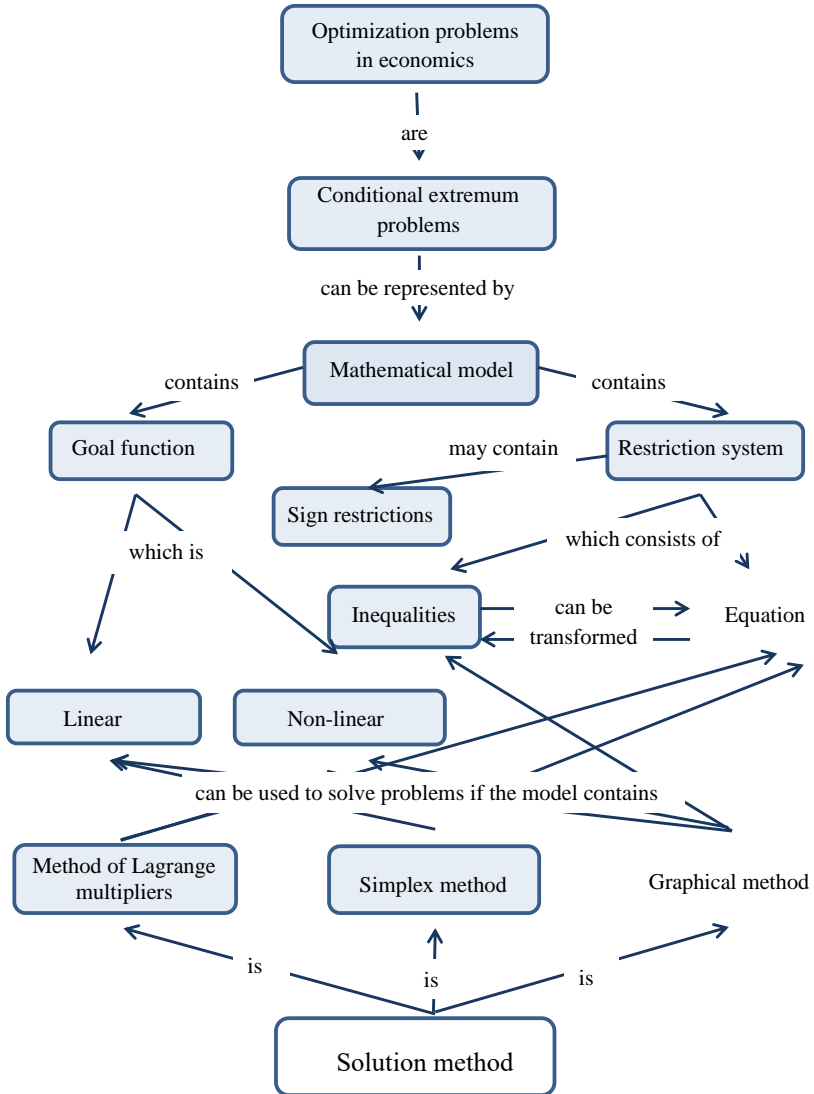 Optimization problems
in economics
are
Conditional extremum
problems
can be represented by
Mathematical model
contains
contains
Goal function
may contain
Restriction system
Sign restrictions
which is
which consists of
Inequalities
can be
transformed
Equation
Linear
Non-linear
can be used to solve problems if the model contains
Method of Lagrange
multipliers
Simplex method
Graphical method
is
is
is
Solution method